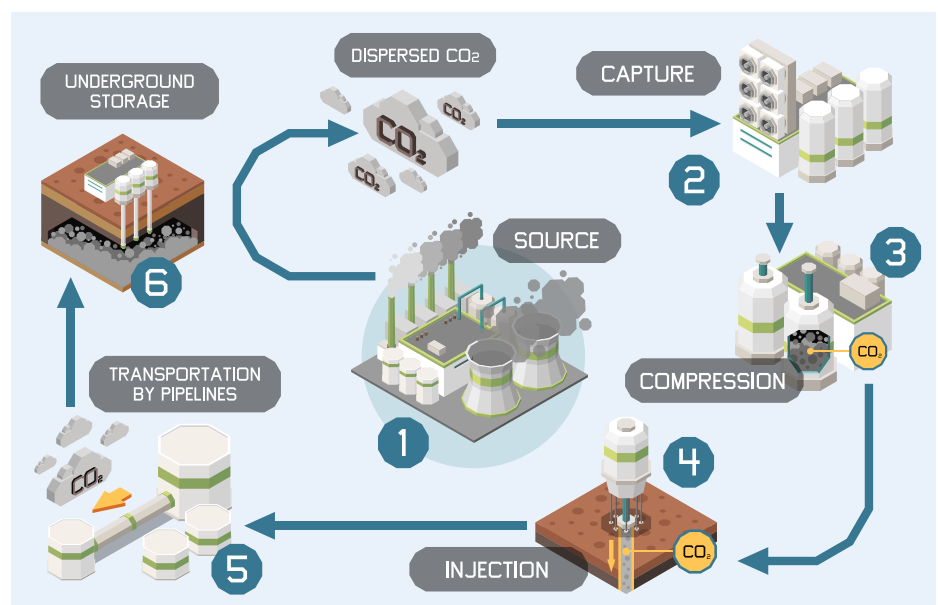 DISPERSED CO₂
CO₂
CO₂
CO₂
CAPTURE
2
UNDERGROUND
STORAGE
6
SOURCE
1
3
CO₂
COMPRESSION
4
CO₂
INJECTION
TRANSPORTATION
BY PIPELINES
CO₂
5